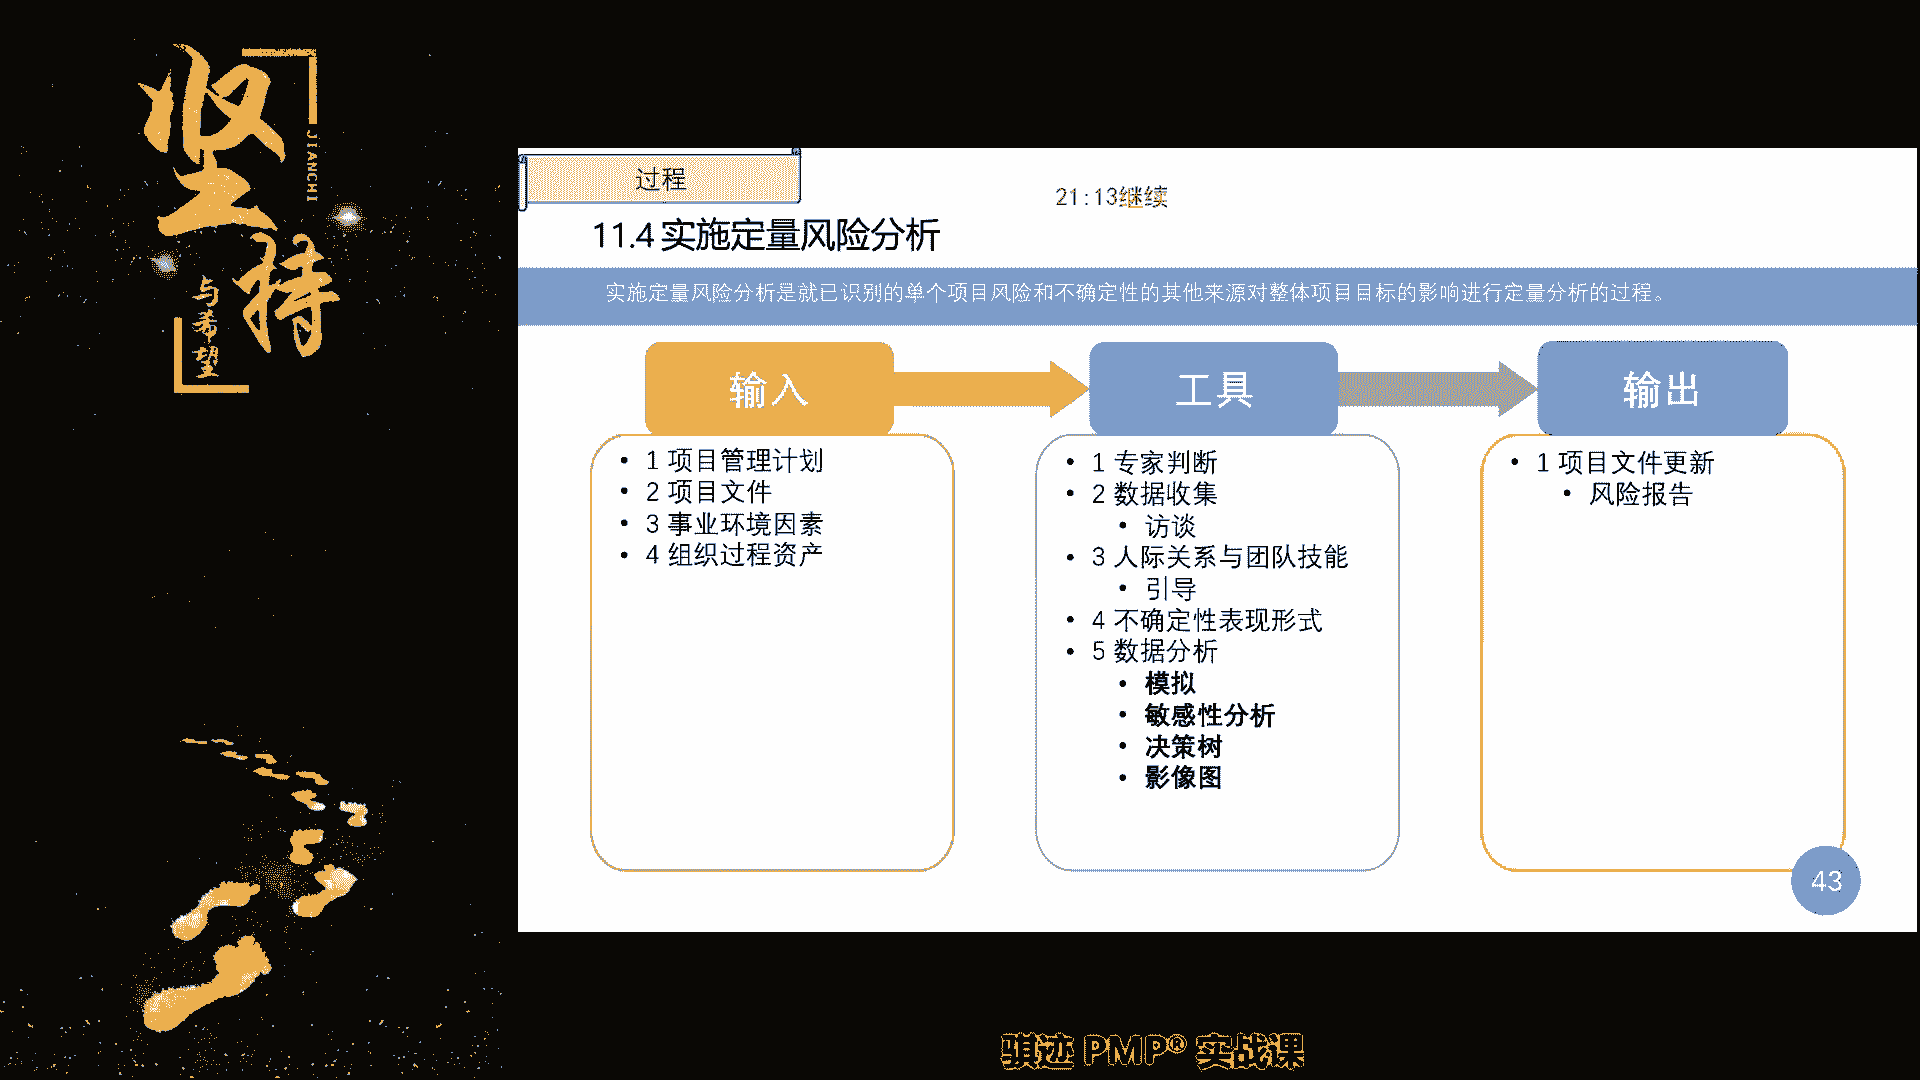 坚持
JIANCHI
与希望
过程
21:13继续
11.4 实施定量风险分析
实施定量风险分析是就已识别的单个项目风险和不确定性的其他来源对整体项目目标的影响进行定量分析的过程。
输入
• 1 项目管理计划
• 2 项目文件
• 3 事业环境因素
• 4 组织过程资产
工具
• 1 专家判断
• 2 数据收集
• 访谈
• 3 人际关系与团队技能
• 引导
• 4 不确定性表现形式
• 5 数据分析
• 模拟
• 敏感性分析
• 决策树
• 影像图
输出
• 1 项目文件更新
• 风险报告
43
骐迹 PMP® 实战课